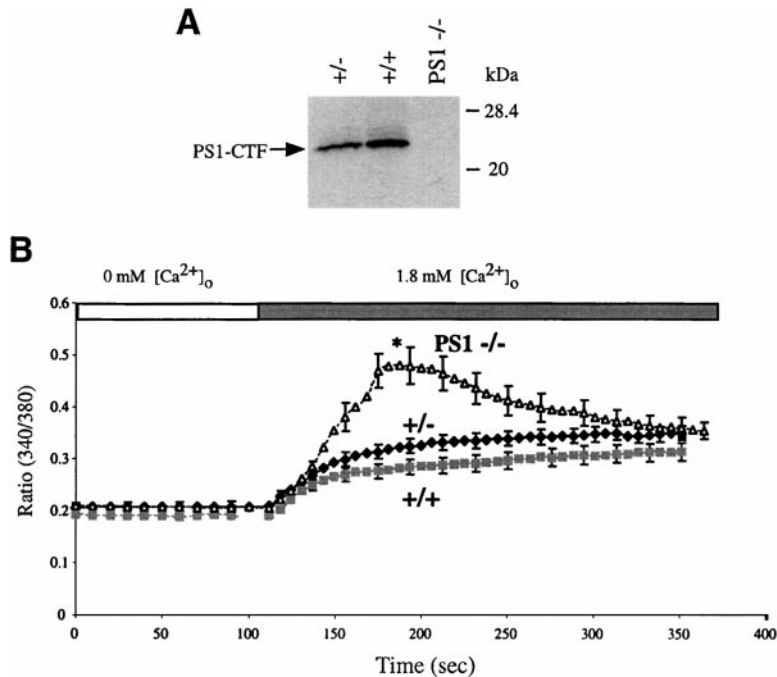 A
+/-
+/+
PS1 -/-
kDa
28.4
PS1-CTF
20
B
0 mM [Ca²⁺]ₒ
1.8 mM [Ca²⁺]ₒ
0.6
* PS1 -/-
0.5
0.4
+/-
0.3
+/+
0.2
0.1
0
Ratio (340/380)
0 50 100 150 200 250 300 350 400
Time (sec)